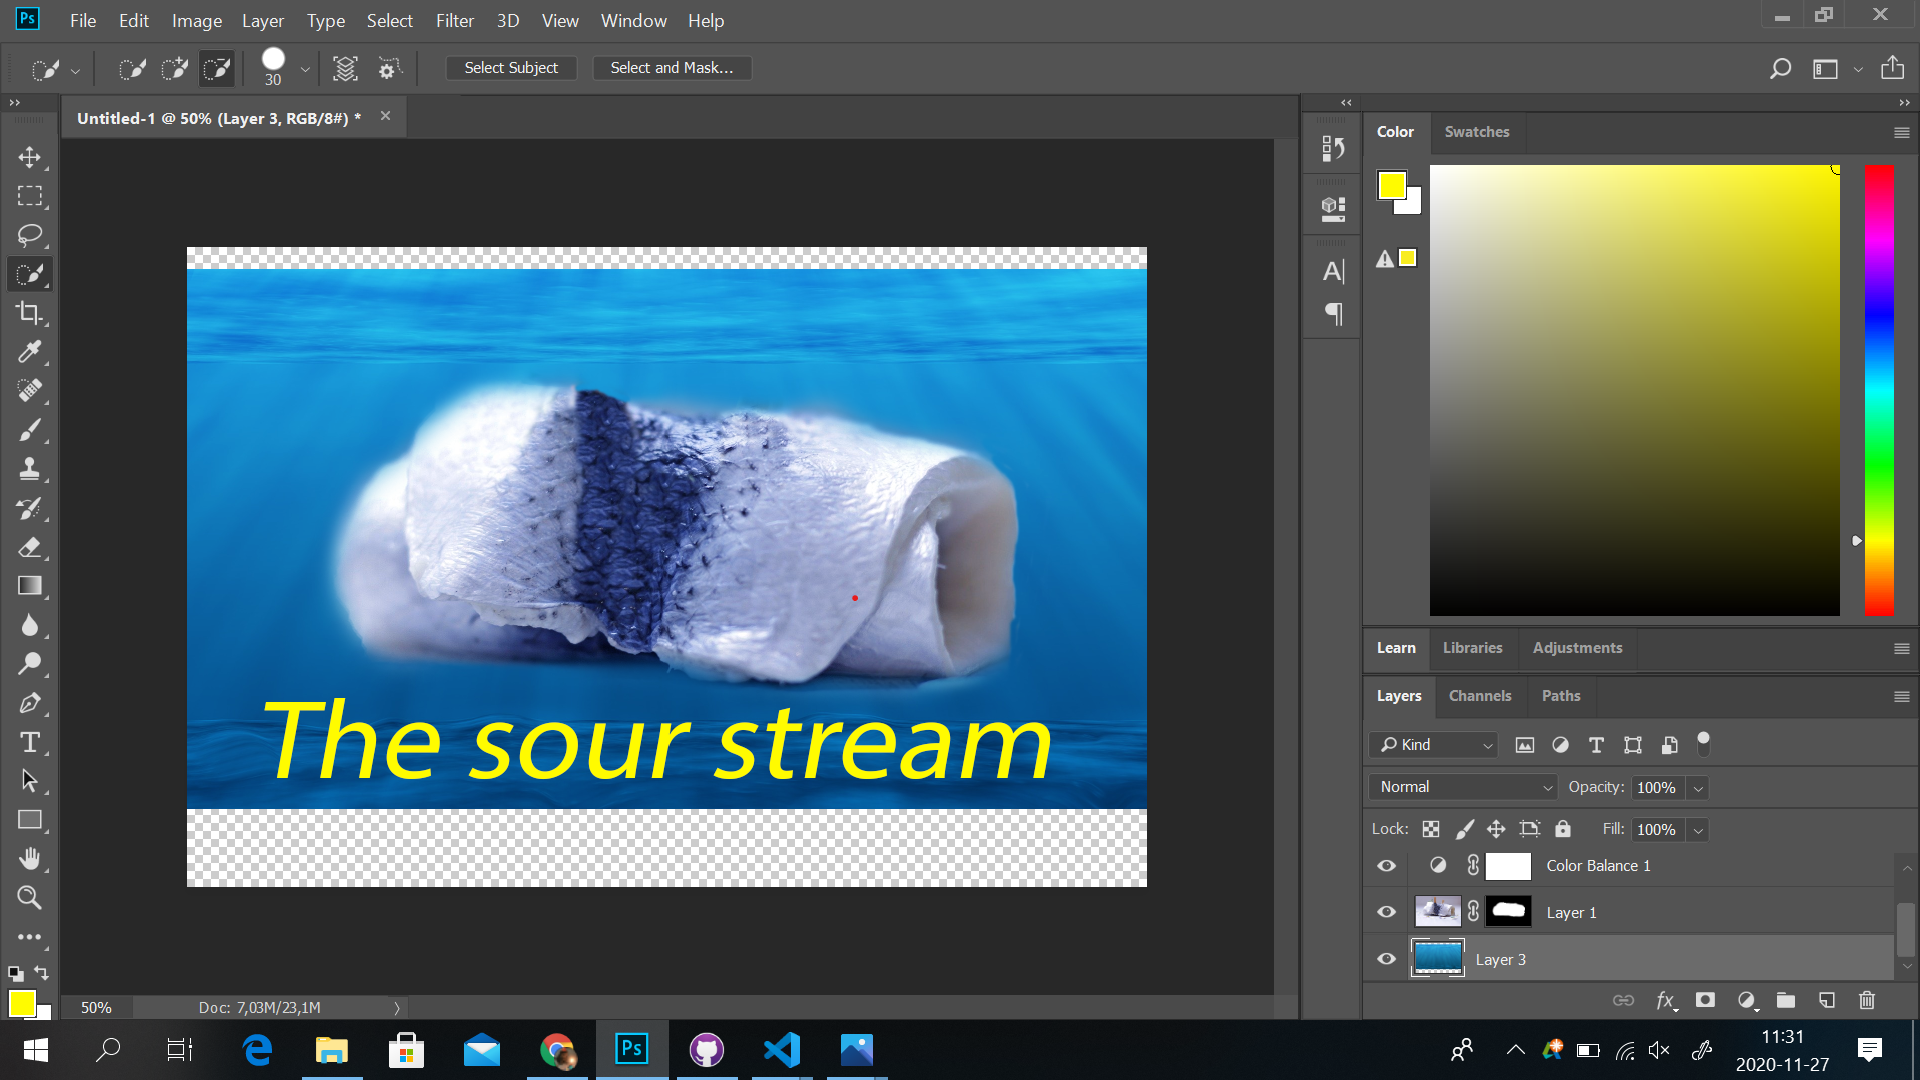 Ps File Edit Image Layer Type Select Filter 3D View Window Help
30 Select Subject Select and Mask...
Untitled-1 @ 50% (Layer 3, RGB/8#) *
Color Swatches
The sour stream
Learn Libraries Adjustments
Layers Channels Paths
Kind
Normal Opacity: 100%
Lock: Fill: 100%
Color Balance 1
Layer 1
Layer 3
fx
50% Doc: 7,03M/23,1M
Ps
11:31
2020-11-27